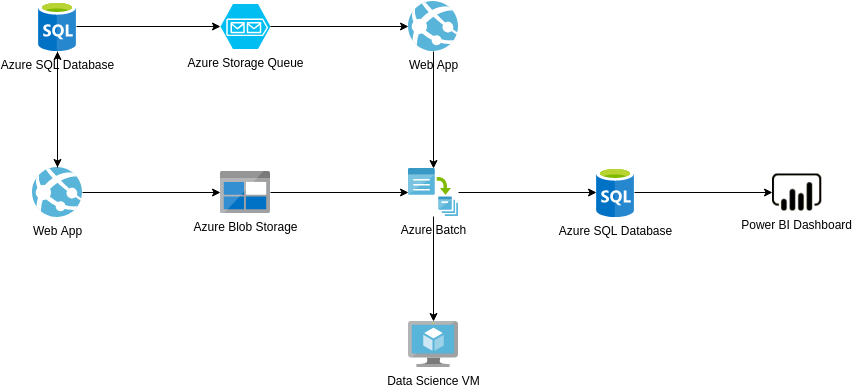 SQL
Azure SQL Database
Azure Storage Queue
Web App
Web App
Azure Blob Storage
Azure Batch
SQL
Azure SQL Database
Power BI Dashboard
Data Science VM